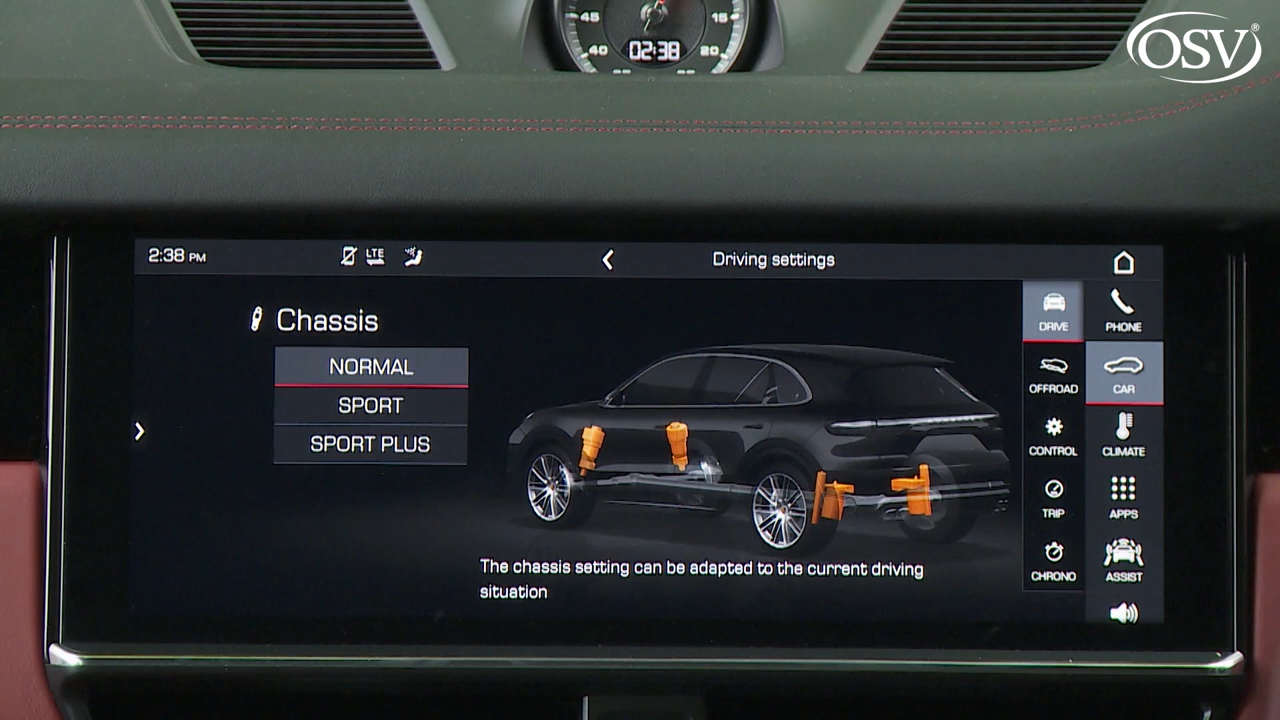 OSV®
45
15
40
20
02:38
2:38 PM
LTE
Driving settings
Chassis
NORMAL
SPORT
SPORT PLUS
The chassis setting can be adapted to the current driving
situation
DRIVE
PHONE
OFFROAD
CAR
CONTROL
CLIMATE
TRIP
APPS
CHRONO
ASSIST